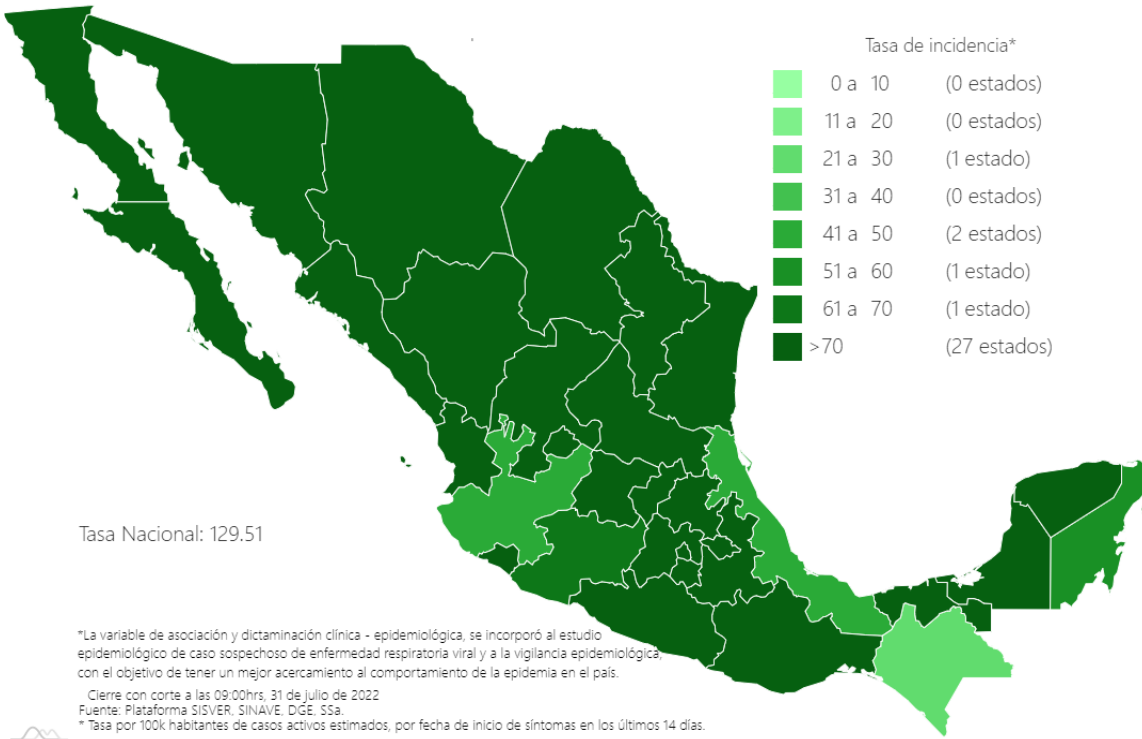 Tasa de incidencia*
0 a 10 (0 estados)
11 a 20 (0 estados)
21 a 30 (1 estado)
31 a 40 (0 estados)
41 a 50 (2 estados)
51 a 60 (1 estado)
61 a 70 (1 estado)
>70 (27 estados)
Tasa Nacional: 129.51
*La variable de asociación y dictaminación clínica - epidemiológica, se incorporó al estudio
epidemiológico de caso sospechoso de enfermedad respiratoria viral y a la vigilancia epidemiológica,
con el objetivo de tener un mejor acercamiento al comportamiento de la epidemia en el país.
Cierre con corte a las 09:00hrs, 31 de julio de 2022
Fuente: Plataforma SISVER, SINAVE, DGE, SSa.
* Tasa por 100k habitantes de casos activos estimados, por fecha de inicio de síntomas en los últimos 14 días.